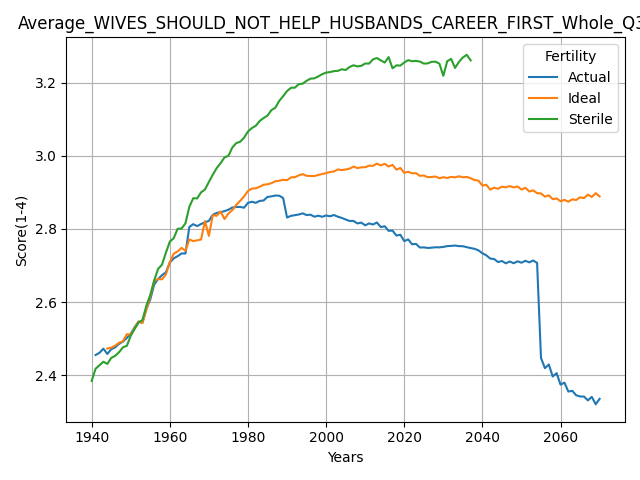 Average_WIVES_SHOULD_NOT_HELP_HUSBANDS_CAREER_FIRST_Whole_Q3
Fertility
Actual
Ideal
Sterile
Score(1-4)
3.2
3.0
2.8
2.6
2.4
1940 1960 1980 2000 2020 2040 2060
Years